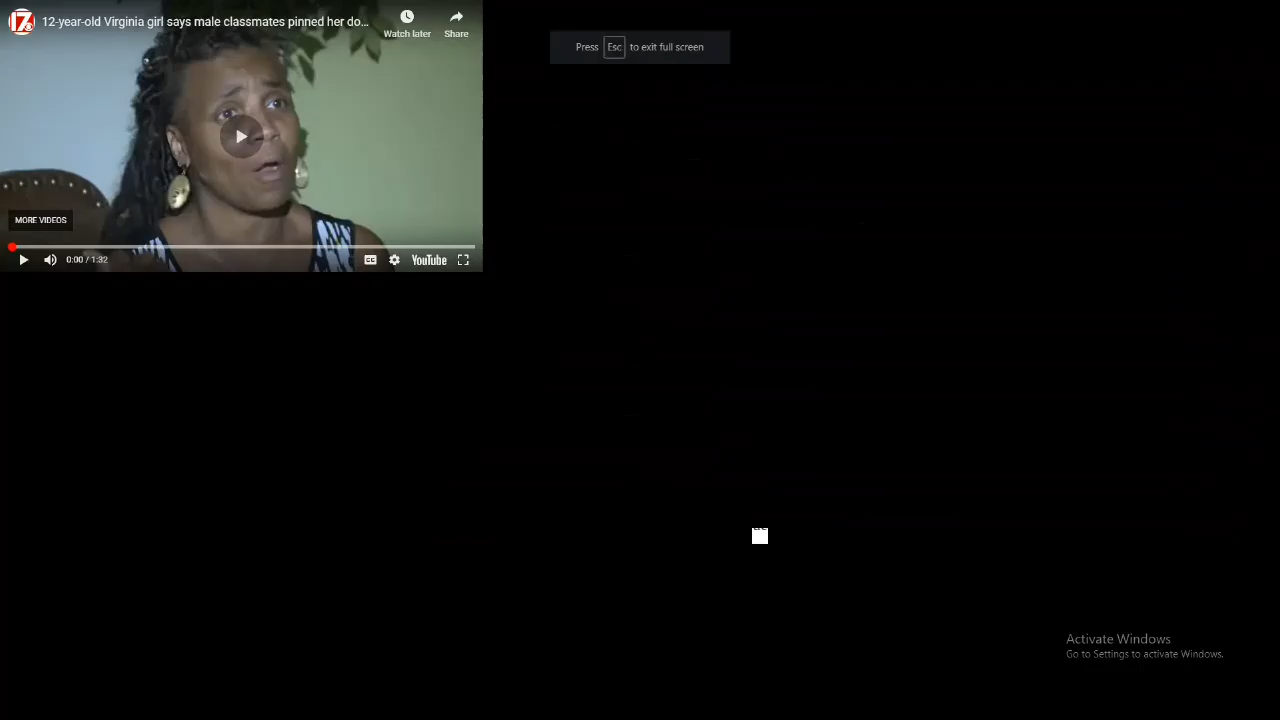 12-year-old Virginia girl says male classmates pinned her do...
Watch later
Share
Press Esc to exit full screen
MORE VIDEOS
0:00 / 1:32
CC
YouTube
Activate Windows
Go to Settings to activate Windows.